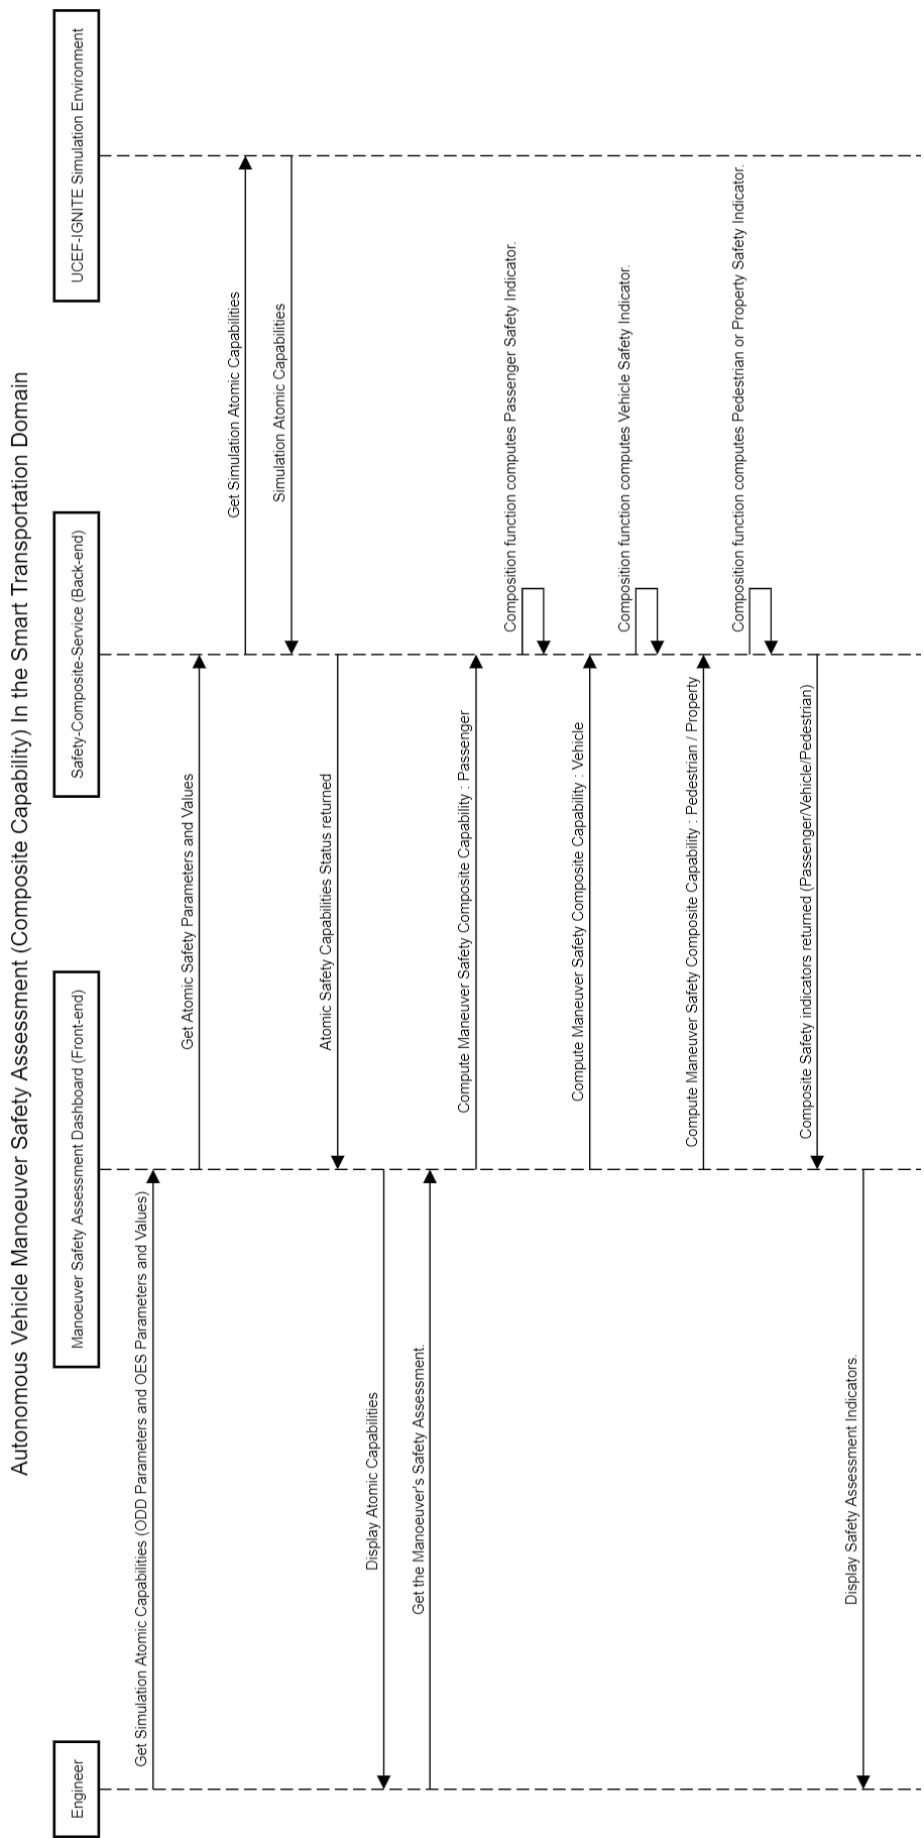 Autonomous Vehicle Manoeuver Safety Assessment (Composite Capability) In the Smart Transportation Domain
Engineer
Manoeuver Safety Assessment Dashboard (Front-end)
Safety-Composite-Service (Back-end)
UCEF-IGNITE Simulation Environment
Get Simulation Atomic Capabilities (ODD Parameters and OES Parameters and Values)
Get Atomic Safety Parameters and Values
Get Simulation Atomic Capabilities
Simulation Atomic Capabilities
Atomic Safety Capabilities Status returned
Display Atomic Capabilities
Get the Manoeuver's Safety Assessment.
Compute Maneuver Safety Composite Capability : Passenger
Composition function computes Passenger Safety Indicator.
Compute Maneuver Safety Composite Capability : Vehicle
Composition function computes Vehicle Safety Indicator.
Compute Maneuver Safety Composite Capability : Pedestrian / Property
Composition function computes Pedestrian or Property Safety Indicator.
Composite Safety indicators returned (Passenger/Vehicle/Pedestrian)
Display Safety Assessment Indicators.